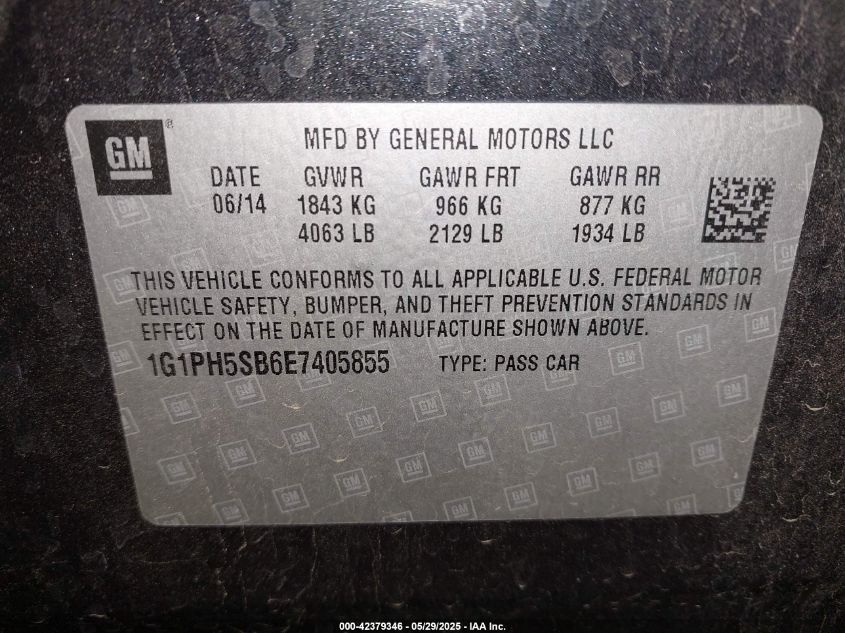 GM®
MFD BY GENERAL MOTORS LLC
DATE GVWR GAWR FRT GAWR RR
06/14 1843 KG 966 KG 877 KG
4063 LB 2129 LB 1934 LB
THIS VEHICLE CONFORMS TO ALL APPLICABLE U.S. FEDERAL MOTOR
VEHICLE SAFETY, BUMPER, AND THEFT PREVENTION STANDARDS IN
EFFECT ON THE DATE OF MANUFACTURE SHOWN ABOVE.
1G1PH5SB6E7405855 TYPE: PASS CAR
000-42379346 - 05/29/2025 - IAA Inc.